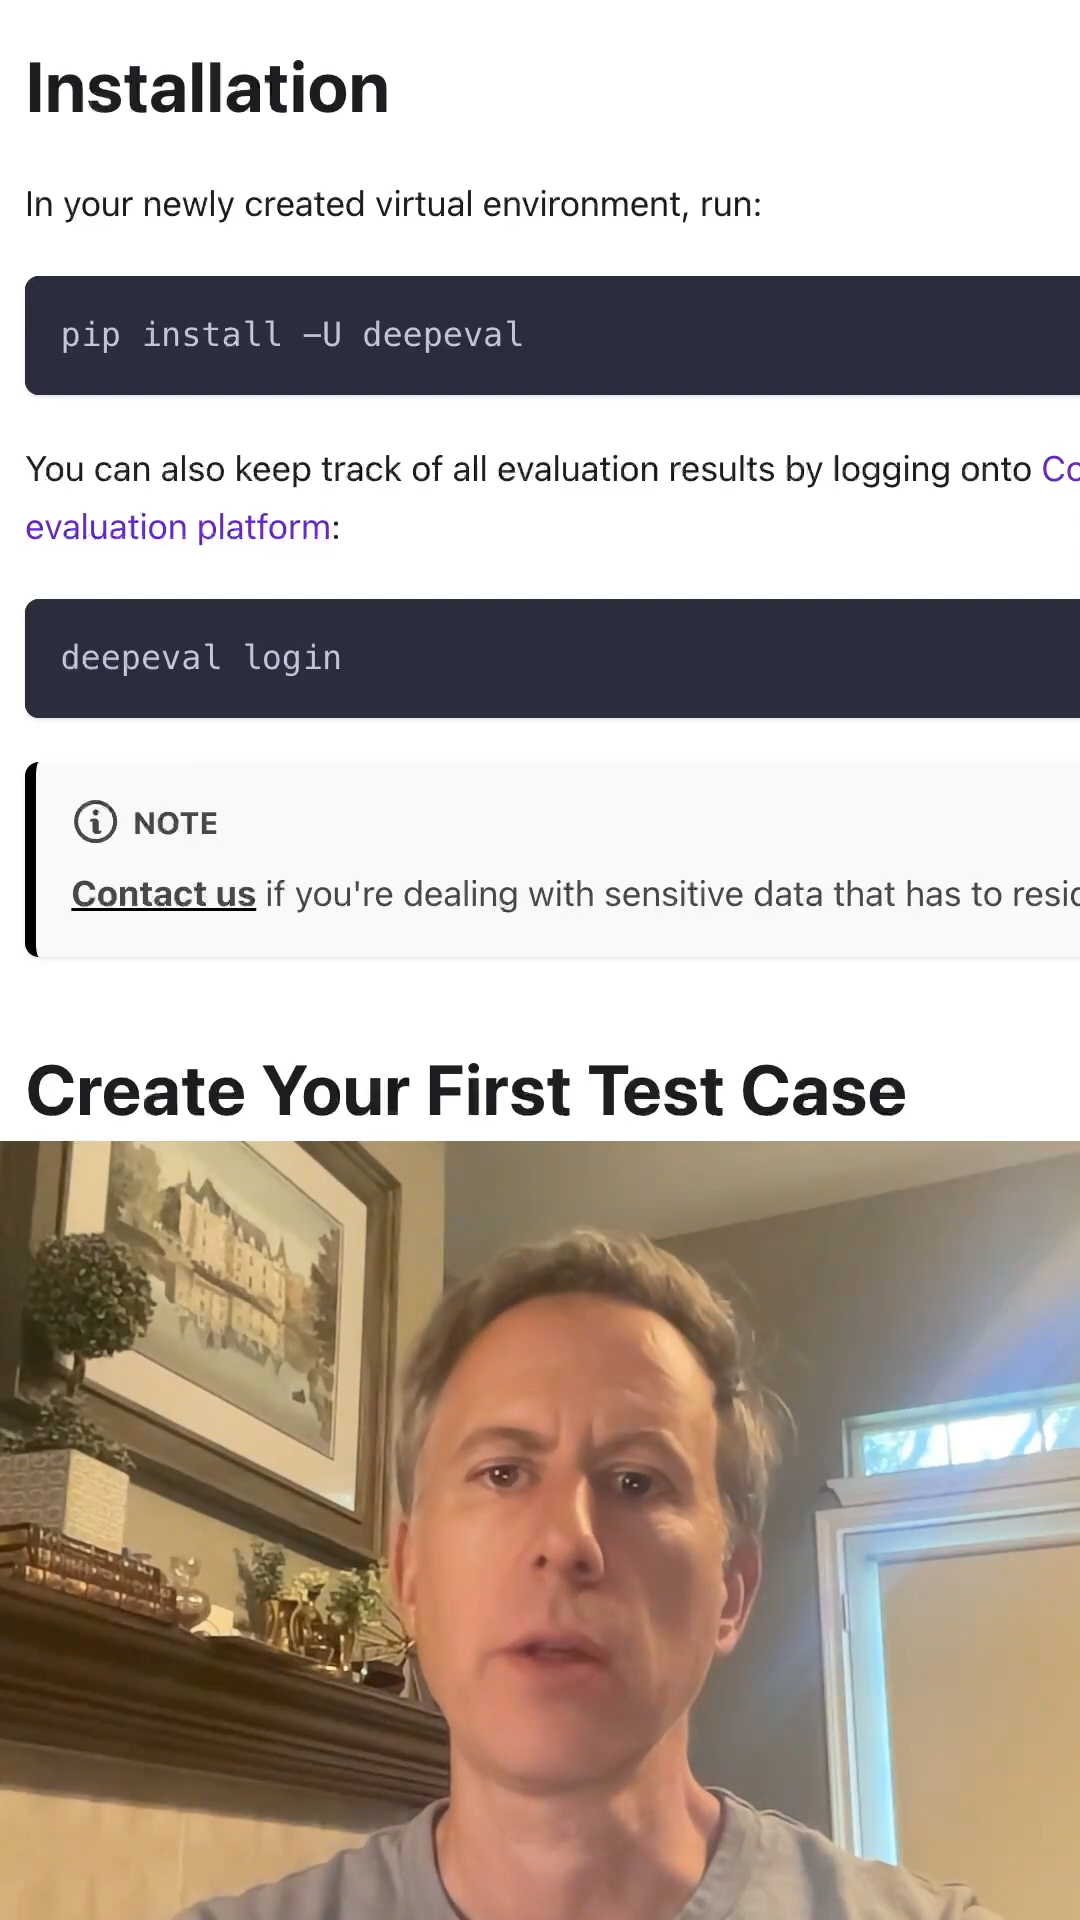 Installation
In your newly created virtual environment, run:
pip install -U deepeval
You can also keep track of all evaluation results by logging onto
evaluation platform:
deepeval login
NOTE
Contact us if you're dealing with sensitive data that has to
Create Your First Test Case